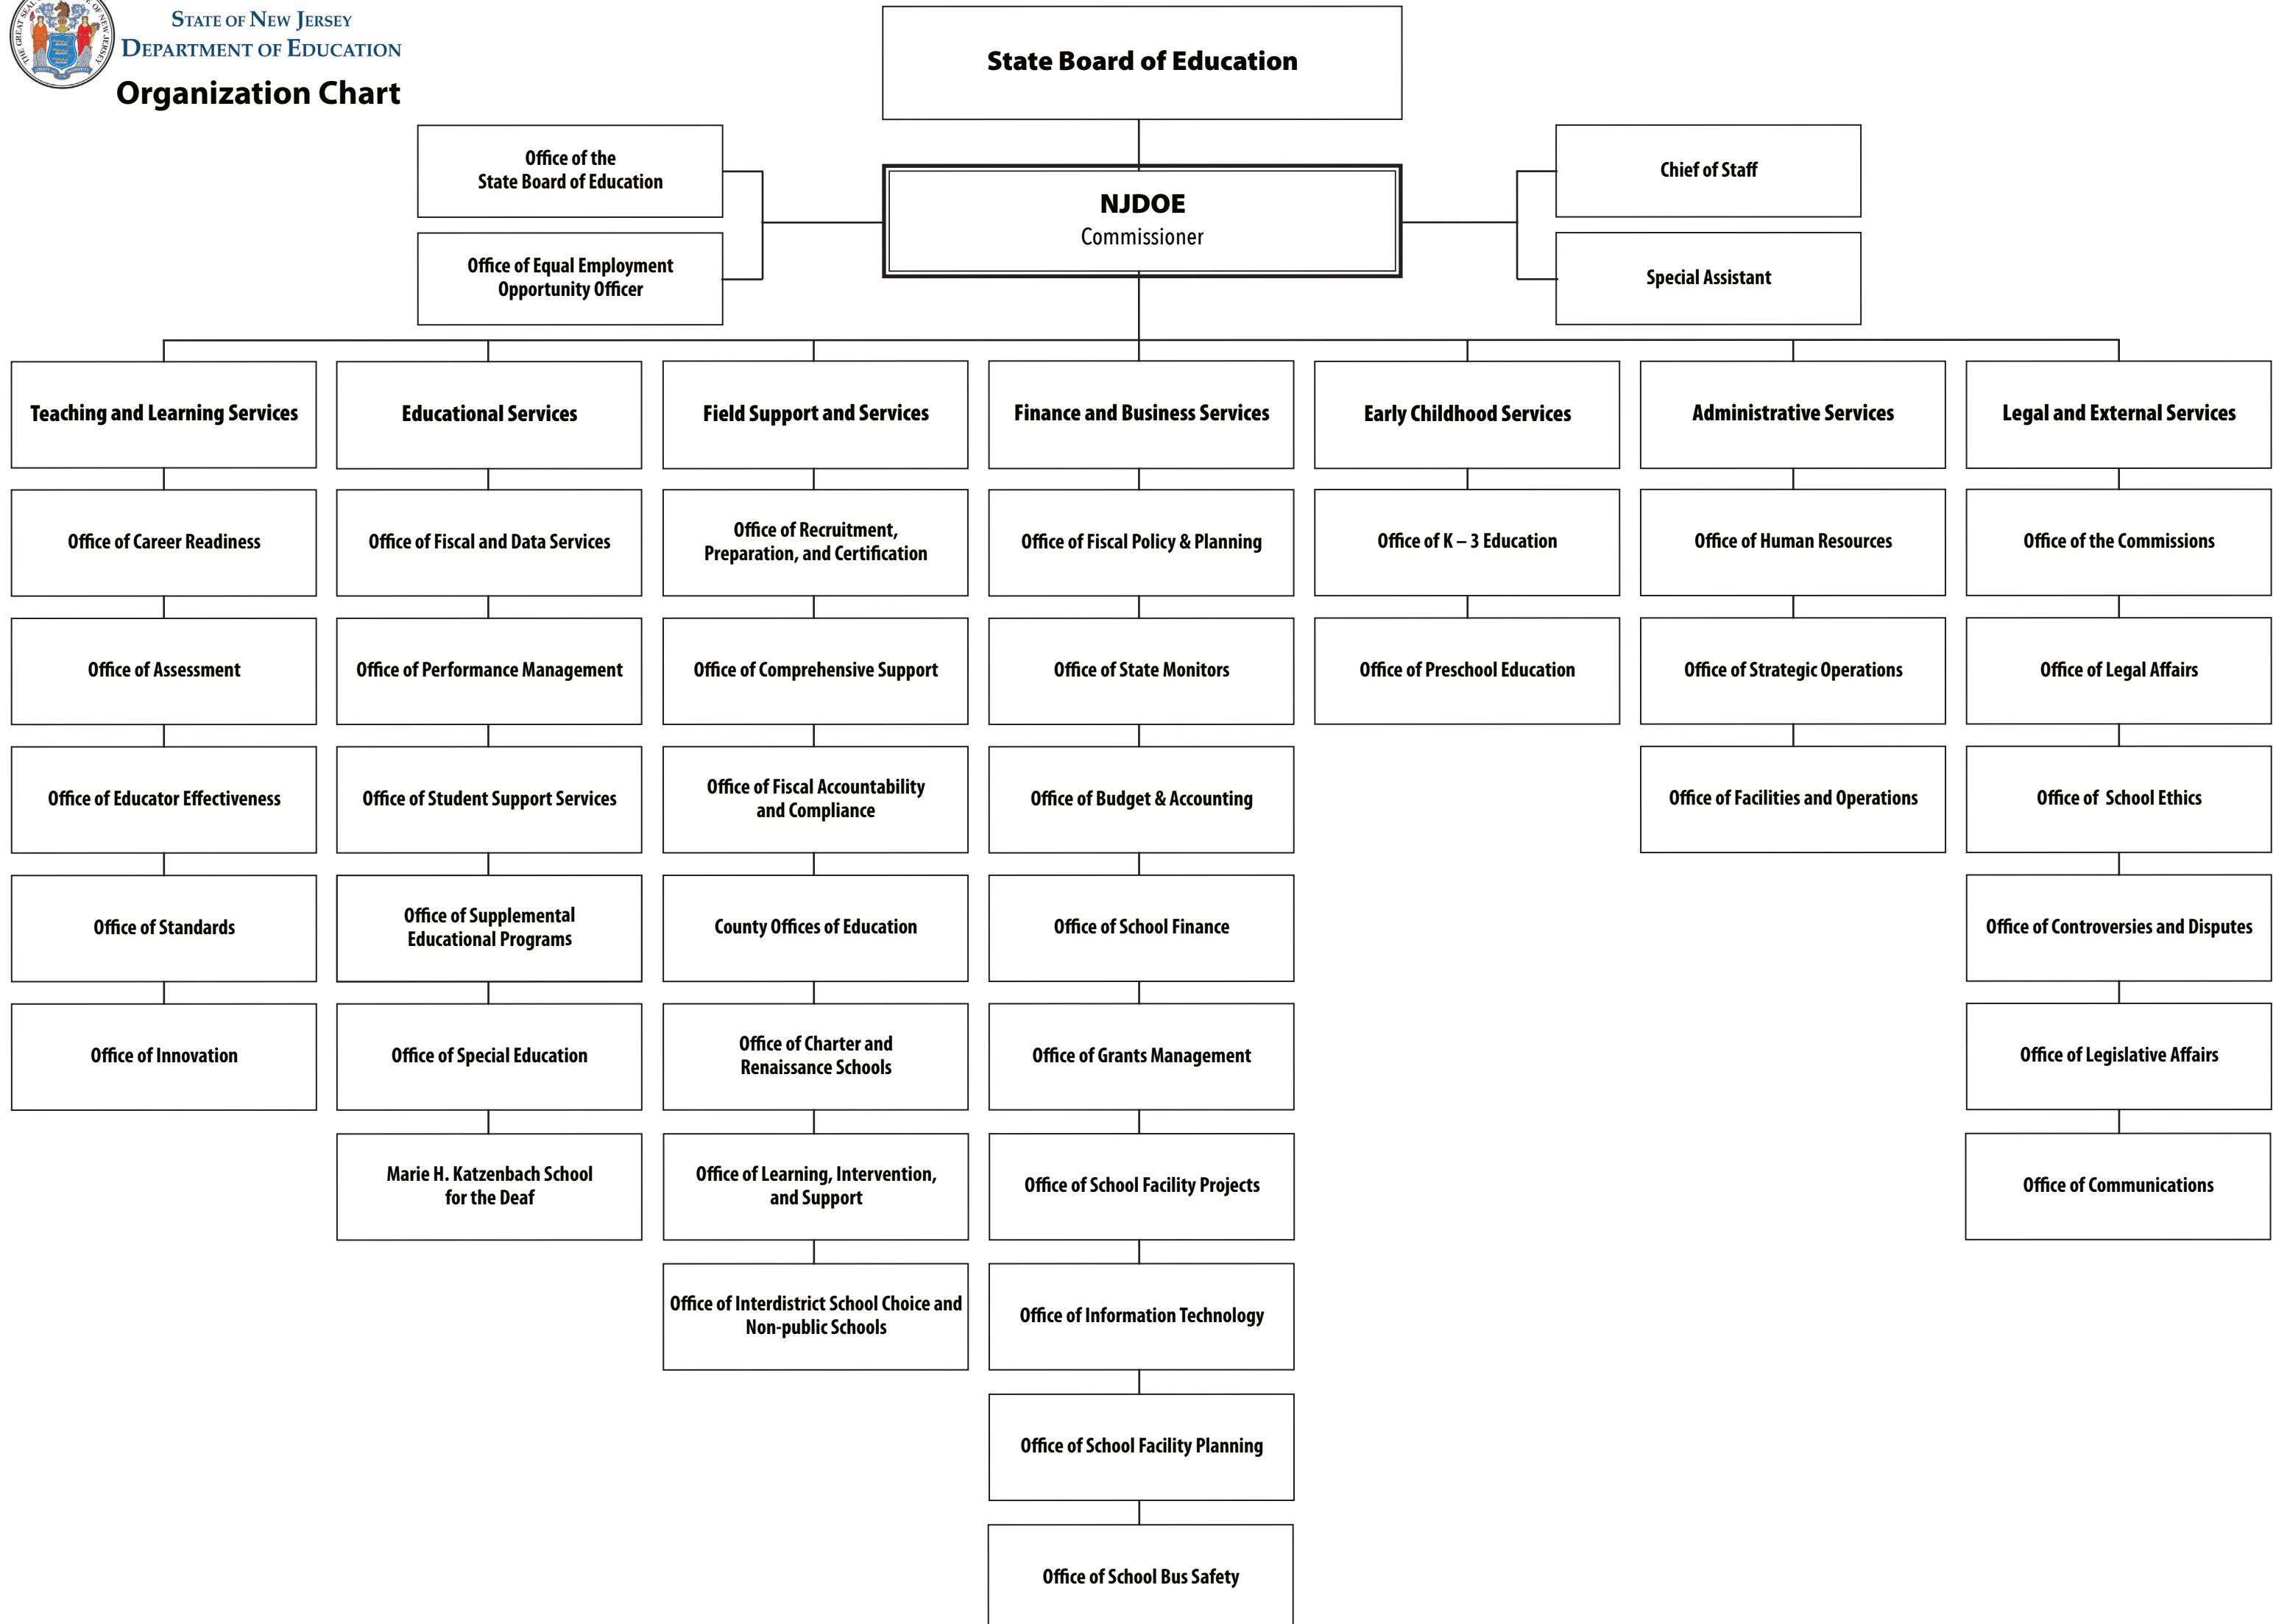 STATE OF NEW JERSEY
DEPARTMENT OF EDUCATION
Organization Chart
State Board of Education
Office of the
State Board of Education
Office of Equal Employment
Opportunity Officer
NJDOE
Commissioner
Chief of Staff
Special Assistant
Teaching and Learning Services
Office of Career Readiness
Office of Assessment
Office of Educator Effectiveness
Office of Standards
Office of Innovation
Educational Services
Office of Fiscal and Data Services
Office of Performance Management
Office of Student Support Services
Office of Supplemental
Educational Programs
Office of Special Education
Marie H. Katzenbach School
for the Deaf
Field Support and Services
Office of Recruitment,
Preparation, and Certification
Office of Comprehensive Support
Office of Fiscal Accountability
and Compliance
County Offices of Education
Office of Charter and
Renaissance Schools
Office of Learning, Intervention,
and Support
Office of Interdistrict School Choice and
Non-public Schools
Finance and Business Services
Office of Fiscal Policy & Planning
Office of State Monitors
Office of Budget & Accounting
Office of School Finance
Office of Grants Management
Office of School Facility Projects
Office of Information Technology
Office of School Facility Planning
Office of School Bus Safety
Early Childhood Services
Office of K – 3 Education
Office of Preschool Education
Administrative Services
Office of Human Resources
Office of Strategic Operations
Office of Facilities and Operations
Legal and External Services
Office of the Commissions
Office of Legal Affairs
Office of School Ethics
Office of Controversies and Disputes
Office of Legislative Affairs
Office of Communications